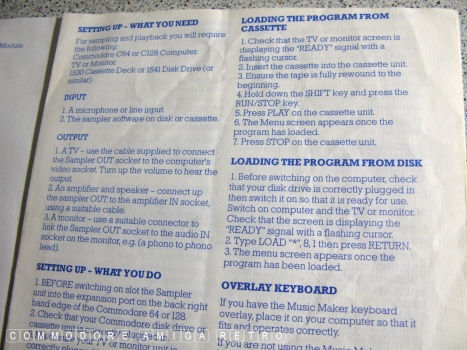 Module.
SETTING UP - WHAT YOU NEED
For sampling and playback you will require
the following:
Commodore C64 or C128 Computer.
TV or Monitor.
1530 Cassette Deck or 1541 Disk Drive (or
similar).
INPUT
1. A microphone or line input.
2. The sampler software on disk or cassette.
OUTPUT
1. A TV – use the cable supplied to connect
the Sampler OUT socket to the computer's
video socket. Turn up the volume to hear the
output.
2. An amplifier and speaker – connect up
the sampler OUT to the amplifier IN socket,
using a suitable cable.
3. A monitor – use a suitable connector to
link the Sampler OUT socket to the audio IN
socket on the monitor, e.g. (a phono to phono
lead).
SETTING UP - WHAT YOU DO
1. BEFORE switching on slot the Sampler
unit into the expansion port on the back right
hand edge of the Commodore 64 or 128.
2. Check that your Commodore disk drive or
cassette unit is correctly plugged in.
LOADING THE PROGRAM FROM
CASSETTE
1. Check that the TV or monitor screen is
displaying the "READY" signal with a
flashing cursor.
2. Insert the cassette into the cassette unit.
3. Ensure the tape is fully rewound to the
beginning.
4. Hold down the SHIFT key and press the
RUN/STOP key.
5. Press PLAY on the cassette unit.
6. The Menu screen appears once the
program has loaded.
7. Press STOP on the cassette unit.
LOADING THE PROGRAM FROM DISK
1. Before switching on the computer, check
that your disk drive is correctly plugged in
then switch it on so that it is ready for use.
Switch on computer and the TV or monitor.
Check that the screen is displaying the
"READY" signal with a flashing cursor.
2. Type LOAD "*", 8, 1 then press RETURN.
3. The menu screen appears once the
program has been loaded.
OVERLAY KEYBOARD
If you have the Music Maker keyboard
overlay, place it on your computer so that it
fits and operates correctly.
If you are not using the Music
COMMODORE AMIGA RETRO